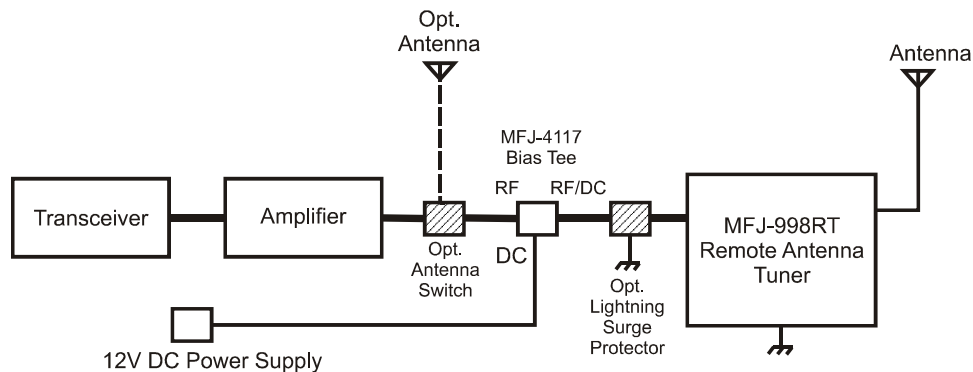 Opt.
Antenna
Antenna
MFJ-4117
Bias Tee
RF
RF/DC
Transceiver
Amplifier
MFJ-998RT
Remote Antenna
Tuner
Opt.
Antenna
Switch
DC
Opt.
Lightning
Surge
Protector
12V DC Power Supply